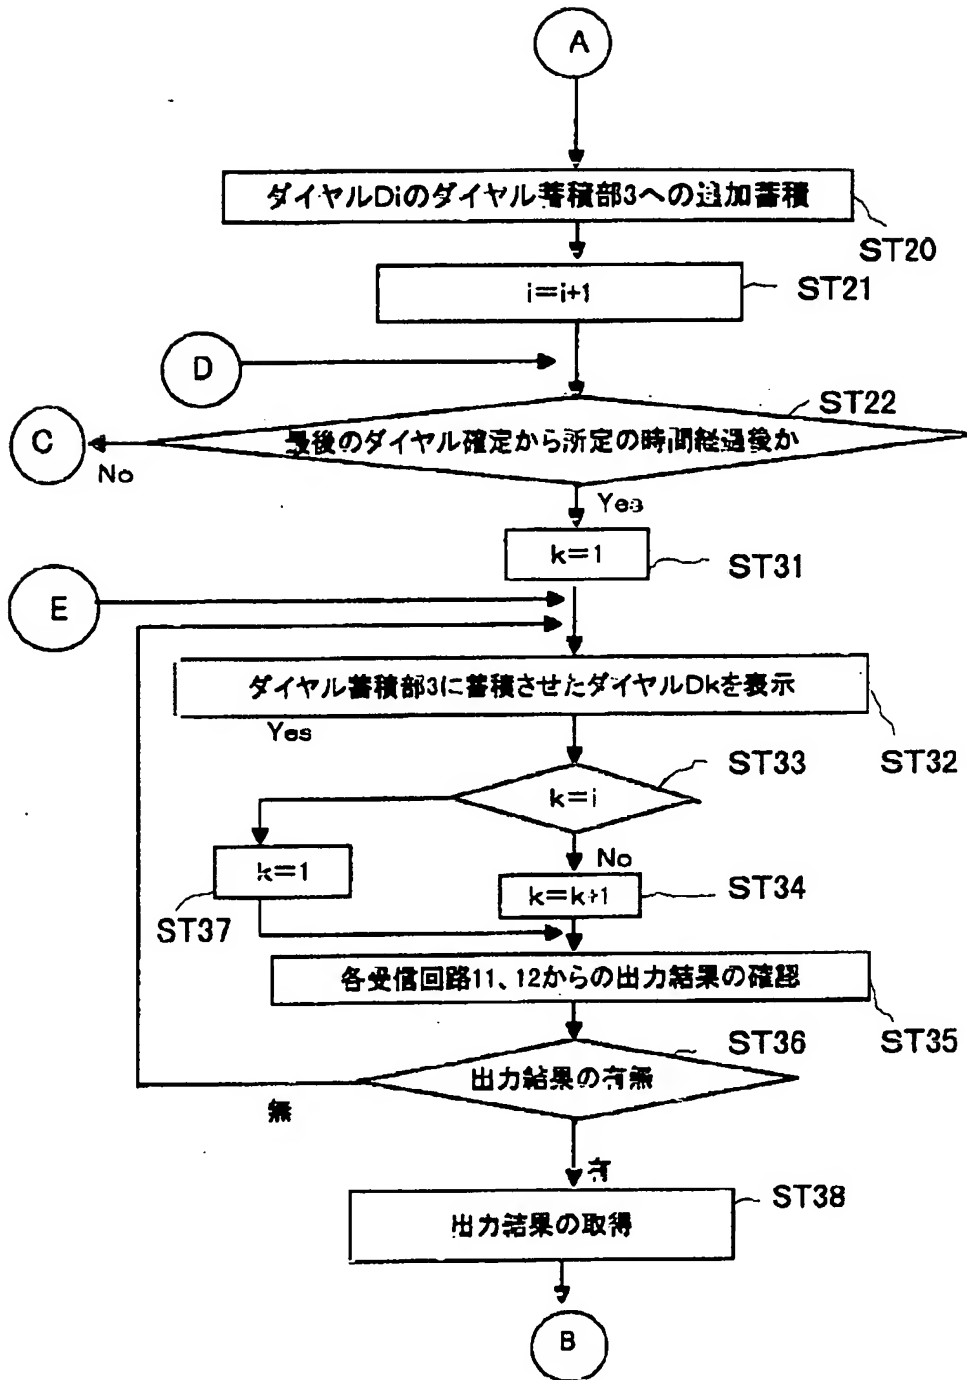 A
ダイヤルDiのダイヤル蓄積部3への追加蓄積
ST20
i=i+1
ST21
D
ST22
C
最後のダイヤル確定から所定の時間経過後か
No
Yes
k=1
ST31
E
ダイヤル蓄積部3に蓄積させたダイヤルDkを表示
Yes
ST32
ST33
k=i
k=1
No
k=k+1
ST34
ST37
各受信回路11、12からの出力結果の確認
ST35
ST36
出力結果の有無
無
有
ST38
出力結果の取得
B